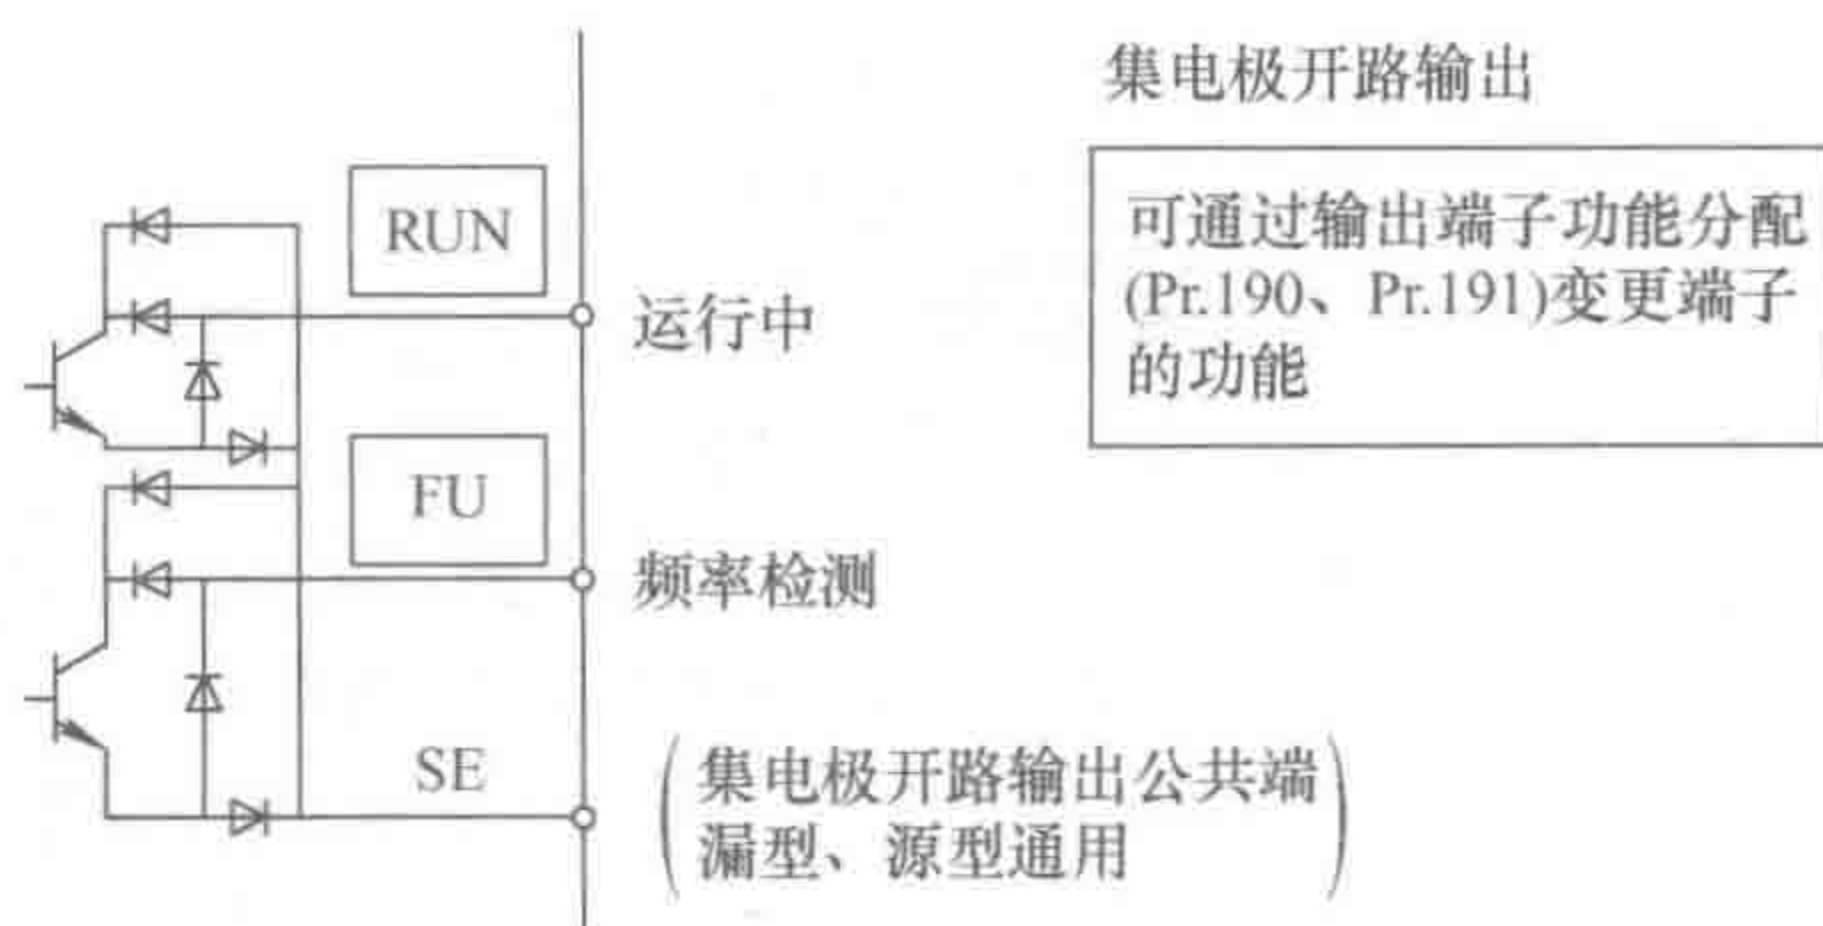 集电极开路输出
可通过输出端子功能分配
(Pr.190、Pr.191)变更端子
的功能
RUN
运行中
FU
频率检测
SE
集电极开路输出公共端
漏型、源型通用